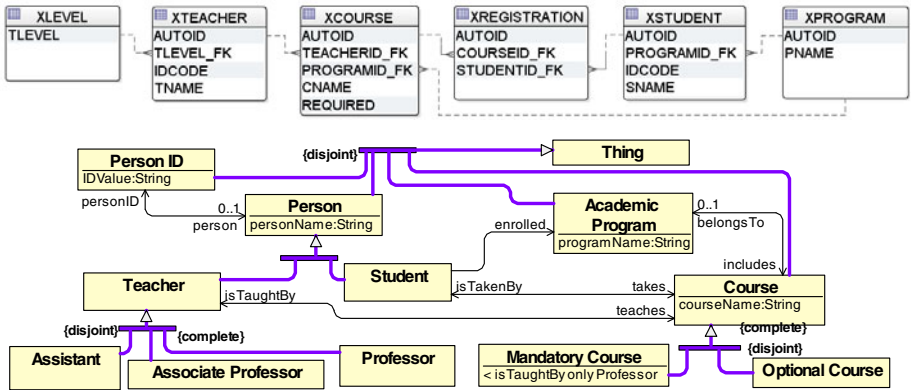 XLEVEL
TLEVEL
XTEACHER
AUTOID
TLEVEL_FK
IDCODE
TNAME
XCOURSE
AUTOID
TEACHERID_FK
PROGRAMID_FK
CNAME
REQUIRED
XREGISTRATION
AUTOID
COURSEID_FK
STUDENTID_FK
XSTUDENT
AUTOID
PROGRAMID_FK
IDCODE
SNAME
XPROGRAM
AUTOID
PNAME
{disjoint}
Thing
Person ID
IDValue:String
personID
0..1
person
Person
personName:String
enrolled
Academic
Program
programName:String
0..1
belongsTo
includes
Teacher
Student
isTaughtBy
isTakenBy
takes
teaches
Course
courseName:String
{disjoint}
{complete}
{complete}
{disjoint}
Assistant
Associate Professor
Professor
Mandatory Course
< isTaughtBy only Professor
Optional Course